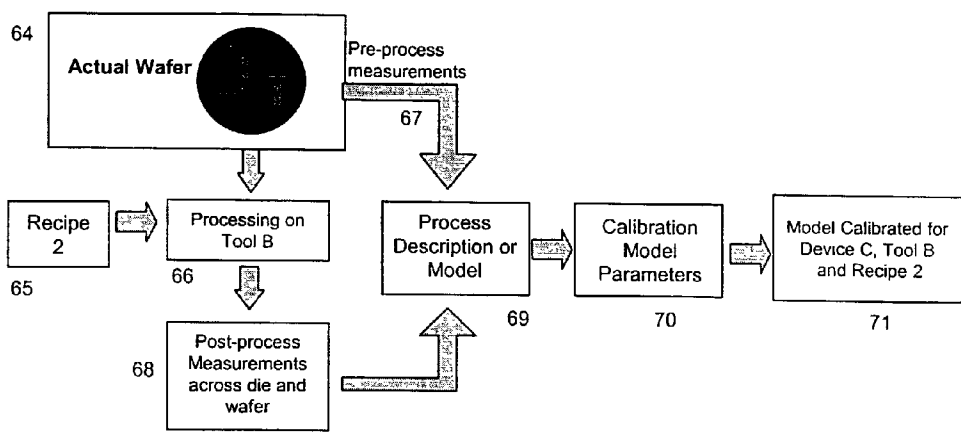 64
Actual Wafer
Pre-process
measurements
67
Recipe
2
65
Processing on
Tool B
66
Process
Description or
Model
69
Calibration
Model
Parameters
70
Model Calibrated for
Device C, Tool B
and Recipe 2
71
68
Post-process
Measurements
across die and
wafer